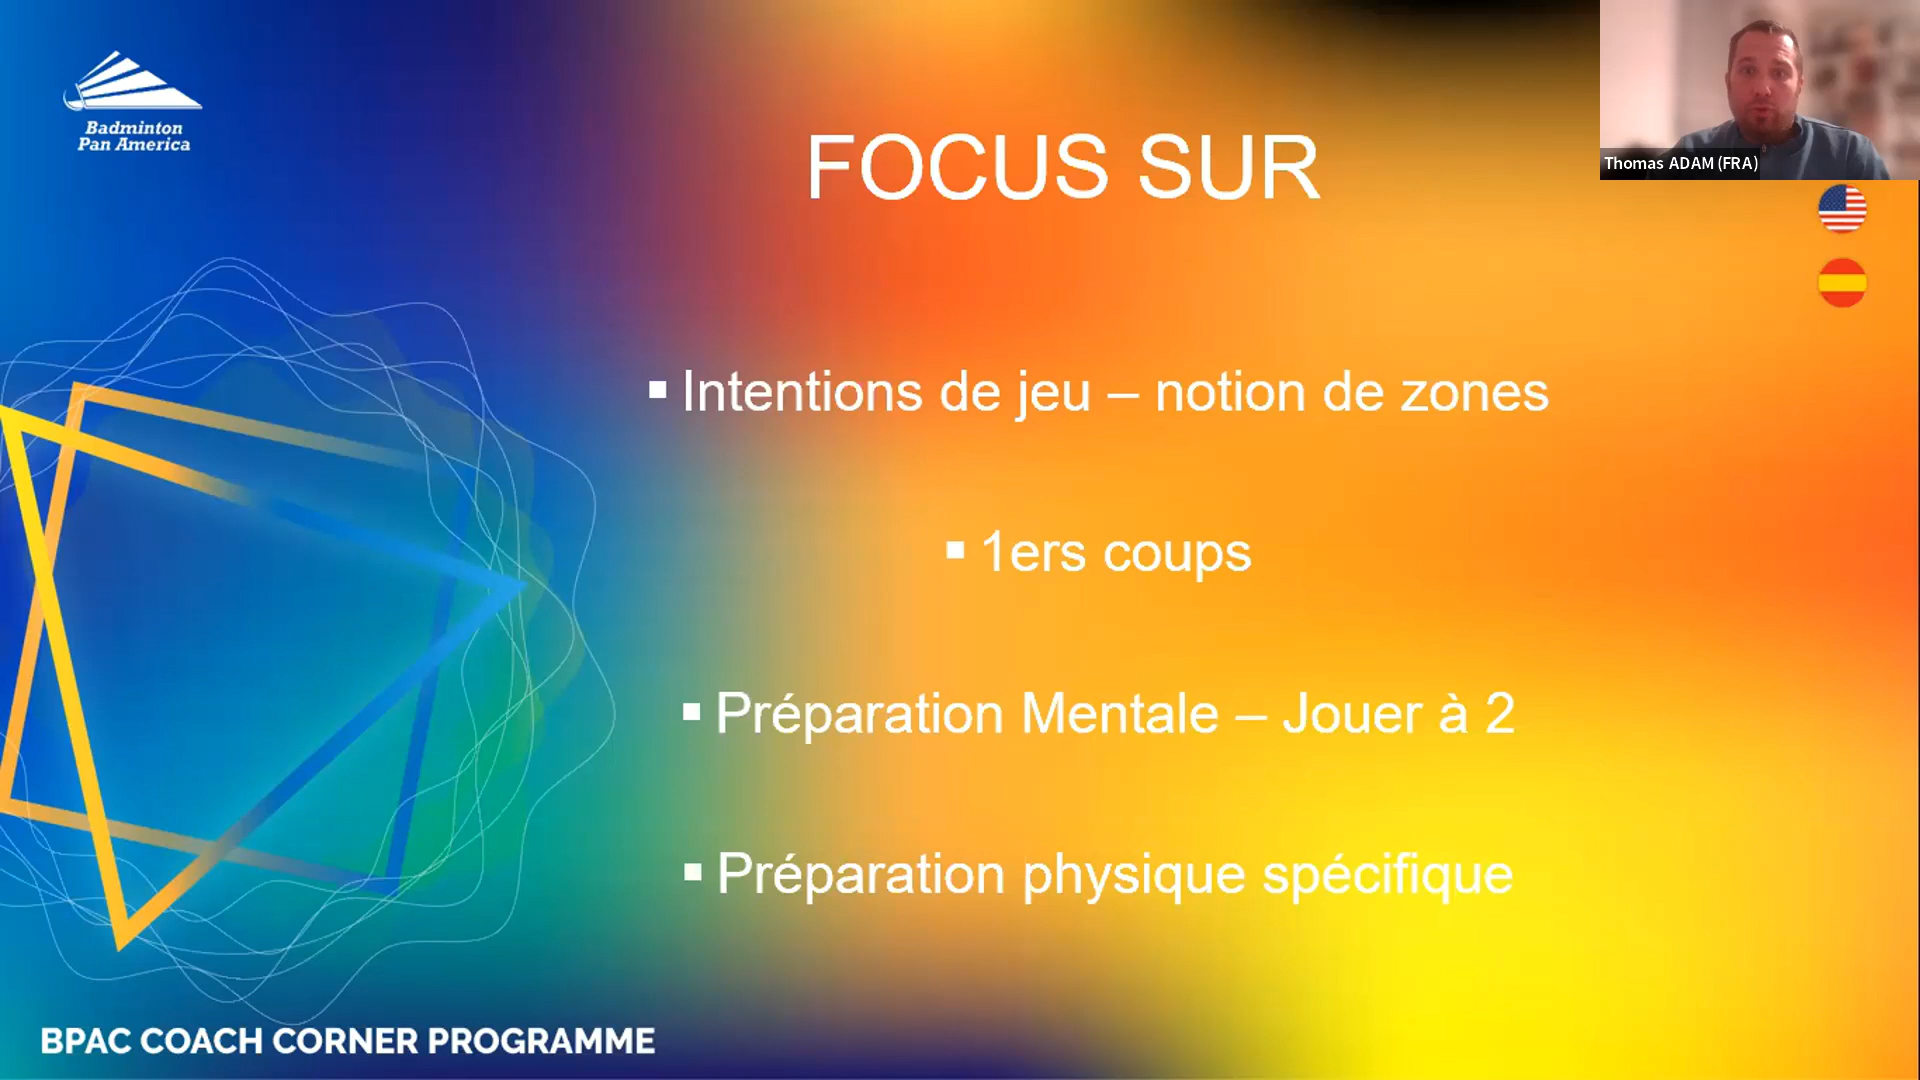 Badminton
Pan America
FOCUS SUR
Thomas ADAM (FRA)
▪ Intentions de jeu – notion de zones
▪ 1ers coups
▪ Préparation Mentale – Jouer à 2
▪ Préparation physique spécifique
BPAC COACH CORNER PROGRAMME